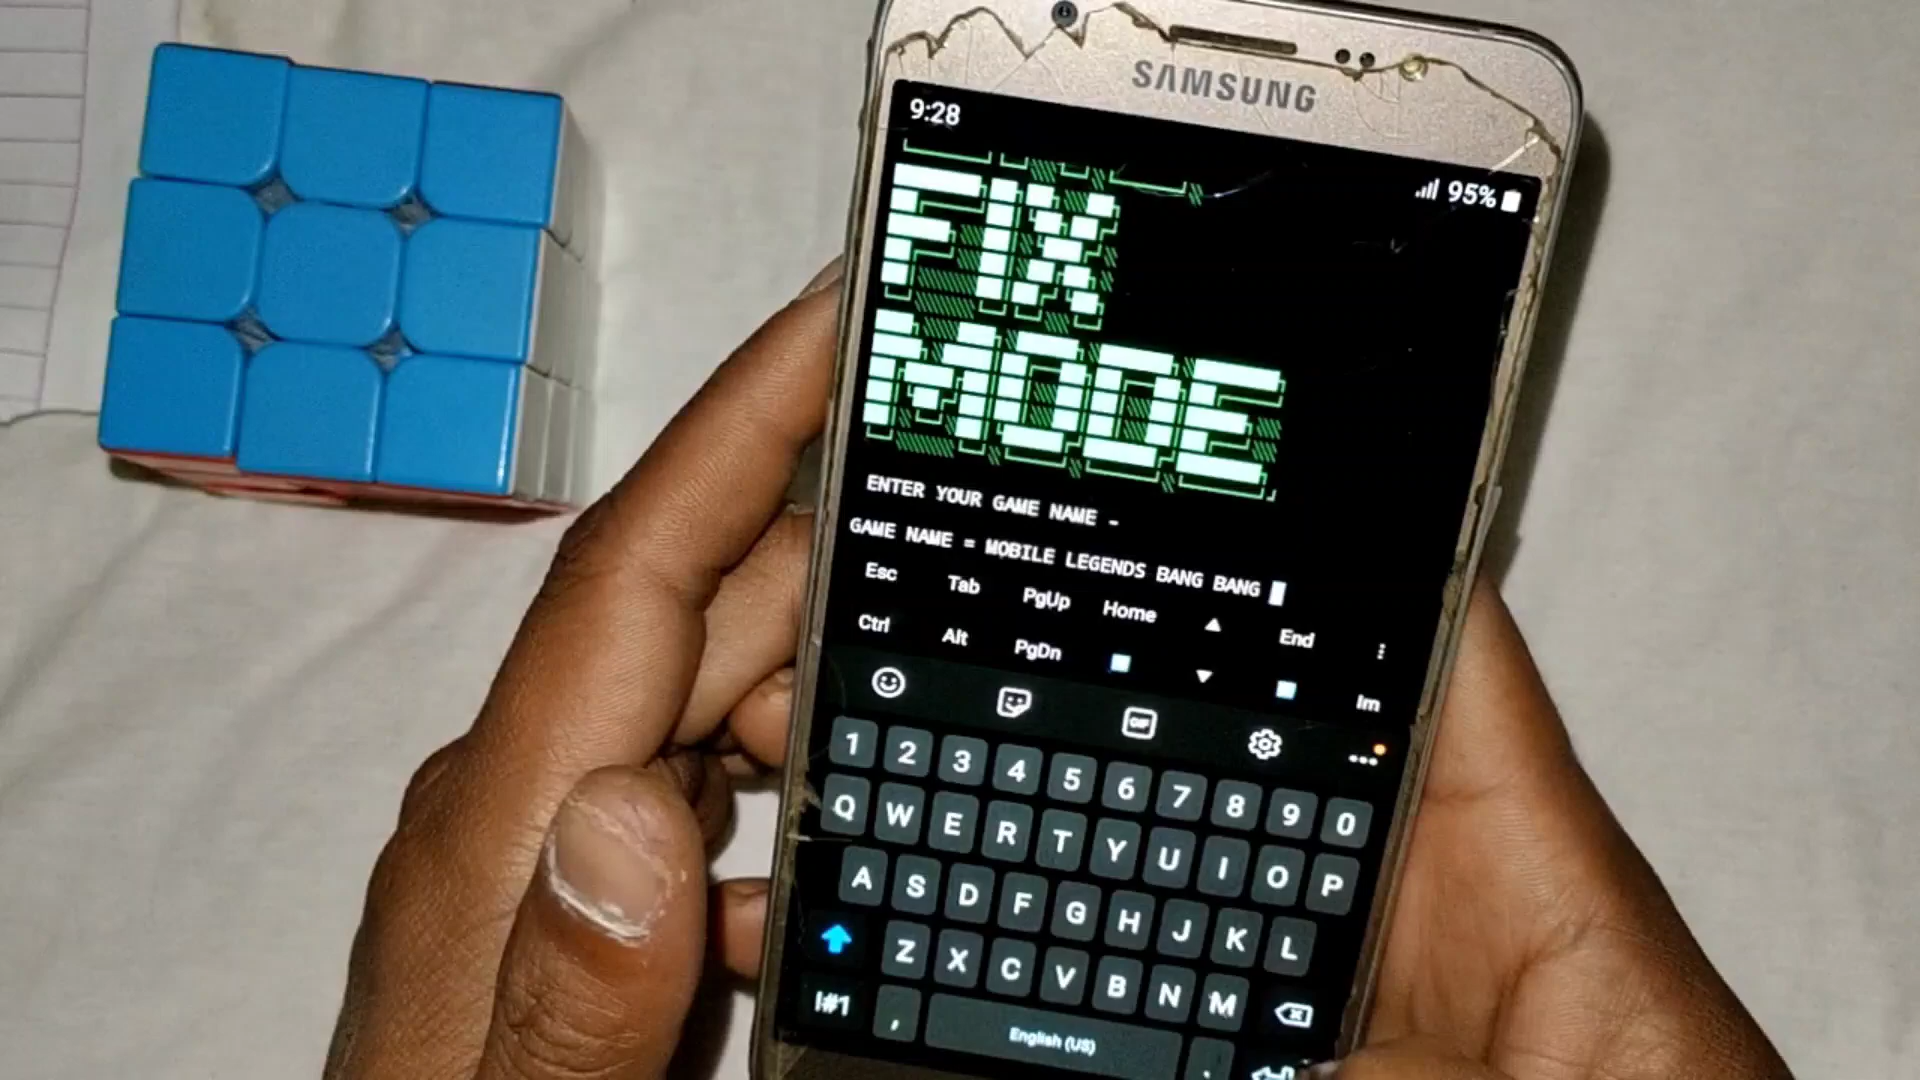 SAMSUNG
9:28
95%
FIX
MODE
ENTER YOUR GAME NAME -
GAME NAME = MOBILE LEGENDS BANG BANG
Esc Tab PgUp Home ▲ End
Ctrl Alt PgDn ▼ Im
GIF
1 2 3 4 5 6 7 8 9 0
Q W E R T Y U I O P
A S D F G H J K L
Z X C V B N M
!#1 , English (US) .